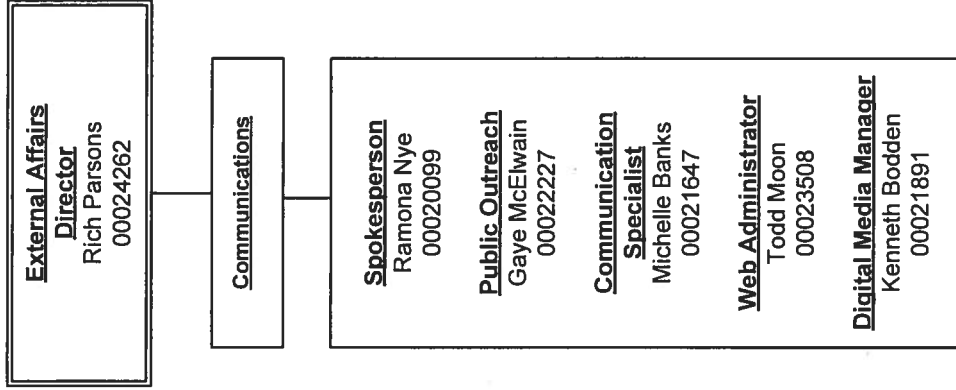 External Affairs
Director
Rich Parsons
00024262
Communications
Spokesperson
Ramona Nye
00020099
Public Outreach
Gaye McElwain
00022227
Communication
Specialist
Michelle Banks
00021647
Web Administrator
Todd Moon
00023508
Digital Media Manager
Kenneth Bodden
00021891